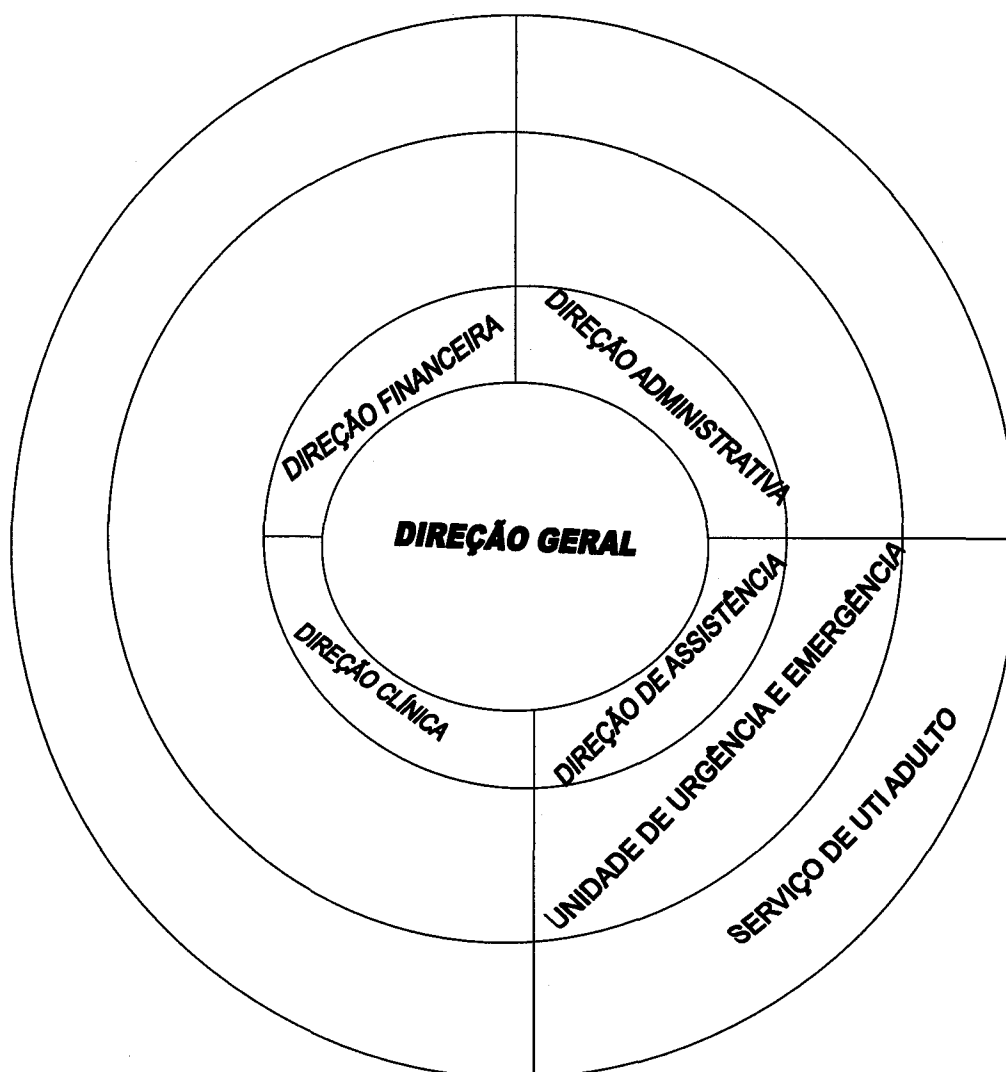 DIREÇÃO FINANCEIRA
DIREÇÃO ADMINISTRATIVA
DIREÇÃO GERAL
DIREÇÃO CLÍNICA
DIREÇÃO DE ASSISTÊNCIA
UNIDADE DE URGÊNCIA E EMERGÊNCIA
SERVIÇO DE UTI ADULTO